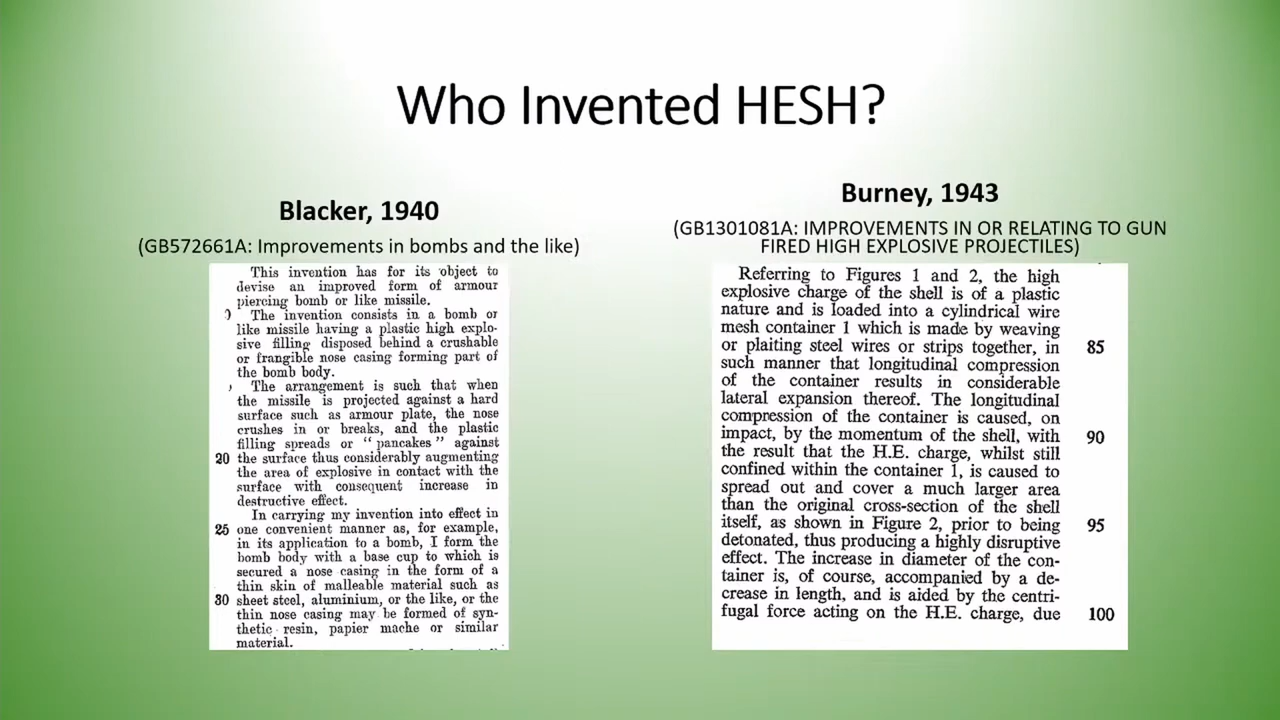 Who Invented HESH?
Blacker, 1940
(GB572661A: Improvements in bombs and the like)
This invention has for its object to
devise an improved form of armour
piercing bomb or like missile.
The invention consists in a bomb or
like missile having a plastic high explo-
sive filling disposed behind a crushable
or frangible nose casing forming part of
the bomb body.
The arrangement is such that when
the missile is projected against a hard
surface such as armour plate, the nose
crushes in or breaks, and the plastic
filling spreads or "pancakes" against
20 the surface thus considerably augmenting
the area of explosive in contact with the
surface with consequent increase in
destructive effect.
In carrying my invention into effect in
25 one convenient manner as, for example,
in its application to a bomb, I form the
bomb body with a base cup to which is
secured a nose casing in the form of a
thin skin of malleable material such as
30 sheet steel, aluminium, or the like, or the
thin nose casing may be formed of syn-
thetic resin, papier mache or similar
material.
Burney, 1943
(GB1301081A: IMPROVEMENTS IN OR RELATING TO GUN
FIRED HIGH EXPLOSIVE PROJECTILES)
Referring to Figures 1 and 2, the high
explosive charge of the shell is of a plastic
nature and is loaded into a cylindrical wire
mesh container 1 which is made by weaving
or plaiting steel wires or strips together, in 85
such manner that longitudinal compression
of the container results in considerable
lateral expansion thereof. The longitudinal
compression of the container is caused, on
impact, by the momentum of the shell, with 90
the result that the H.E. charge, whilst still
confined within the container 1, is caused to
spread out and cover a much larger area
than the original cross-section of the shell
itself, as shown in Figure 2, prior to being 95
detonated, thus producing a highly disruptive
effect. The increase in diameter of the con-
tainer is, of course, accompanied by a de-
crease in length, and is aided by the centri-
fugal force acting on the H.E. charge, due 100